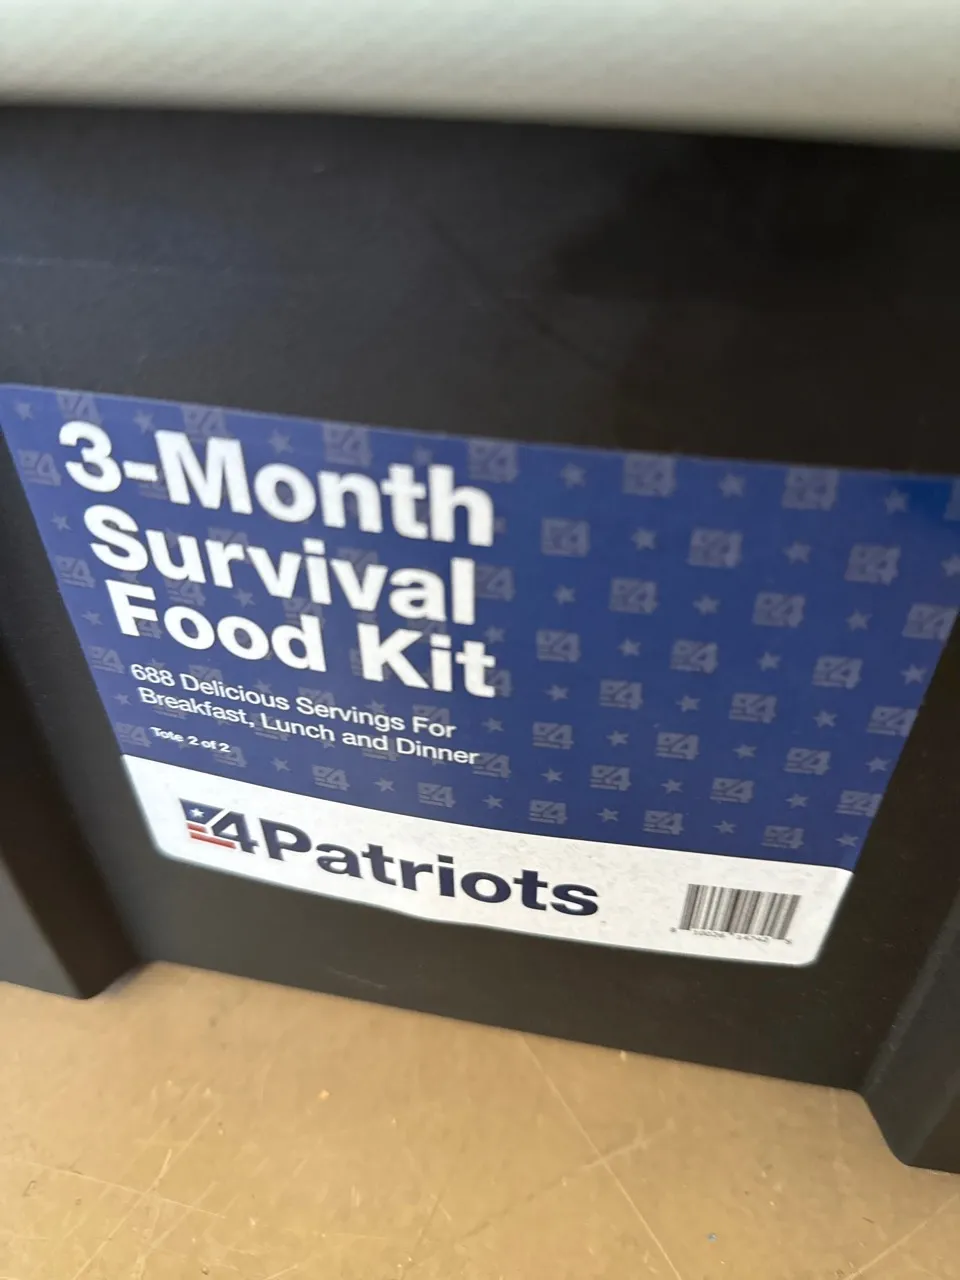 3-Month
Survival
Food Kit
688 Delicious Servings For
Breakfast, Lunch and Dinner
Tote 2 of 2
4Patriots